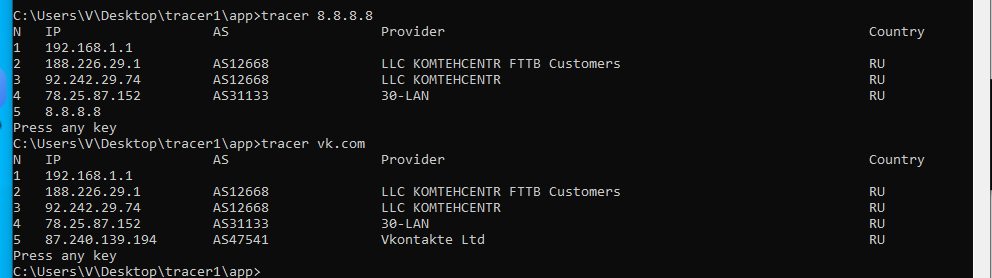 C:\Users\V\Desktop\tracer1\app>tracer 8.8.8.8
N IP AS Provider Country
1 192.168.1.1
2 188.226.29.1 AS12668 LLC KOMTEHCENTR FTTB Customers RU
3 92.242.29.74 AS12668 LLC KOMTEHCENTR RU
4 78.25.87.152 AS31133 30-LAN RU
5 8.8.8.8
Press any key
C:\Users\V\Desktop\tracer1\app>tracer vk.com
N IP AS Provider Country
1 192.168.1.1
2 188.226.29.1 AS12668 LLC KOMTEHCENTR FTTB Customers RU
3 92.242.29.74 AS12668 LLC KOMTEHCENTR RU
4 78.25.87.152 AS31133 30-LAN RU
5 87.240.139.194 AS47541 Vkontakte Ltd RU
Press any key
C:\Users\V\Desktop\tracer1\app>